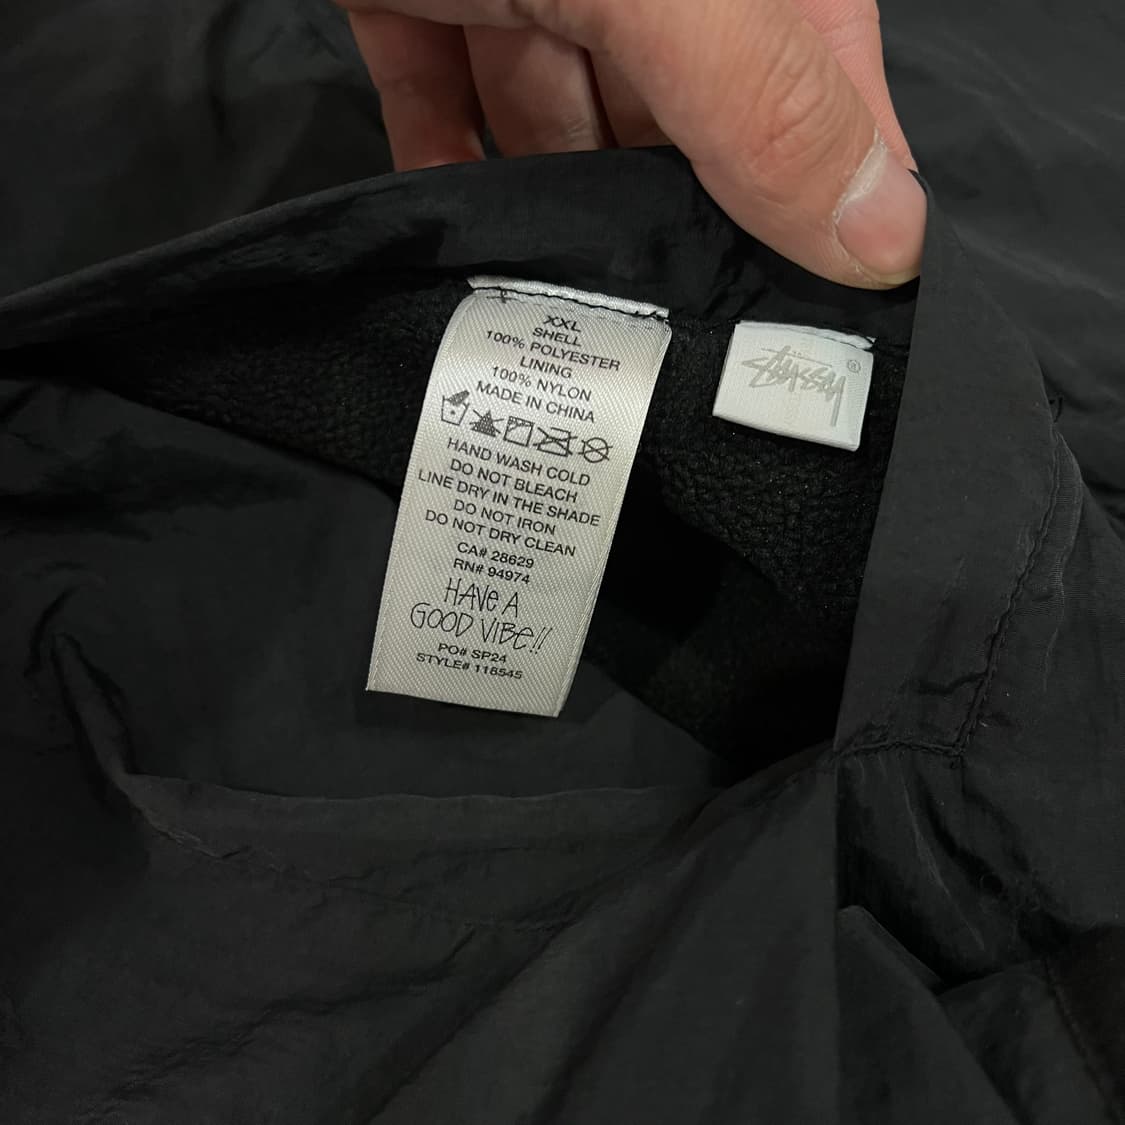 XXL
SHELL
100% POLYESTER
LINING
100% NYLON
MADE IN CHINA
HAND WASH COLD
DO NOT BLEACH
LINE DRY IN THE SHADE
DO NOT IRON
DO NOT DRY CLEAN
CA# 28629
RN# 94974
HAVE A
GOOD VIBE!!
PO# SP24
STYLE# 118545
Stüssy ®